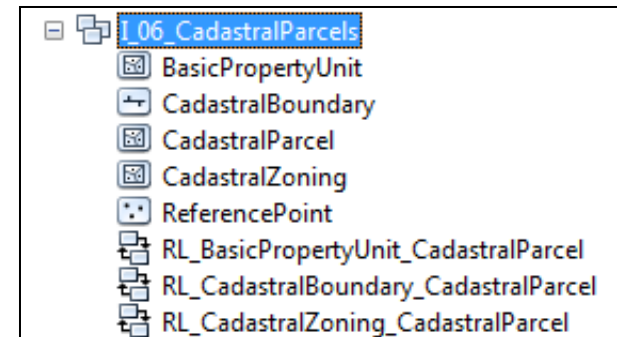 I_06_CadastralParcels
BasicPropertyUnit
CadastralBoundary
CadastralParcel
CadastralZoning
ReferencePoint
RL_BasicPropertyUnit_CadastralParcel
RL_CadastralBoundary_CadastralParcel
RL_CadastralZoning_CadastralParcel